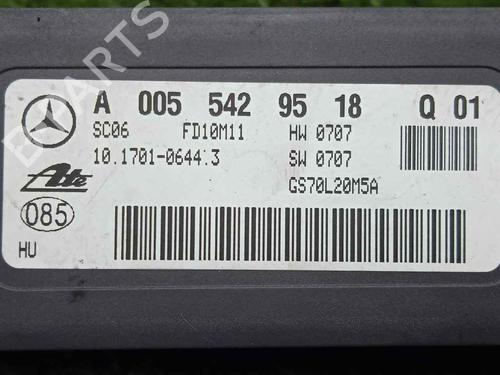 B PARTS
A 005 542 95 18 Q 01
SC06 FD10M11 HW 0707
10.1701-0644.3 SW 0707
Ate GS70L20M5A
085
HU